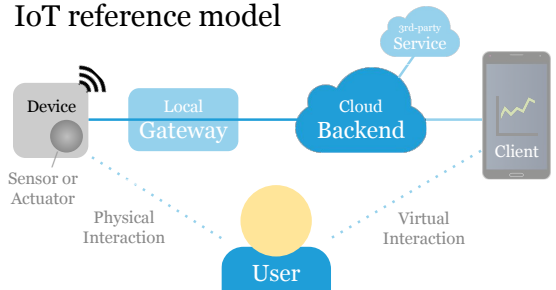 IoT reference model
3rd-party
Service
Device
Local
Gateway
Cloud
Backend
Client
Sensor or
Actuator
Physical
Interaction
Virtual
Interaction
User